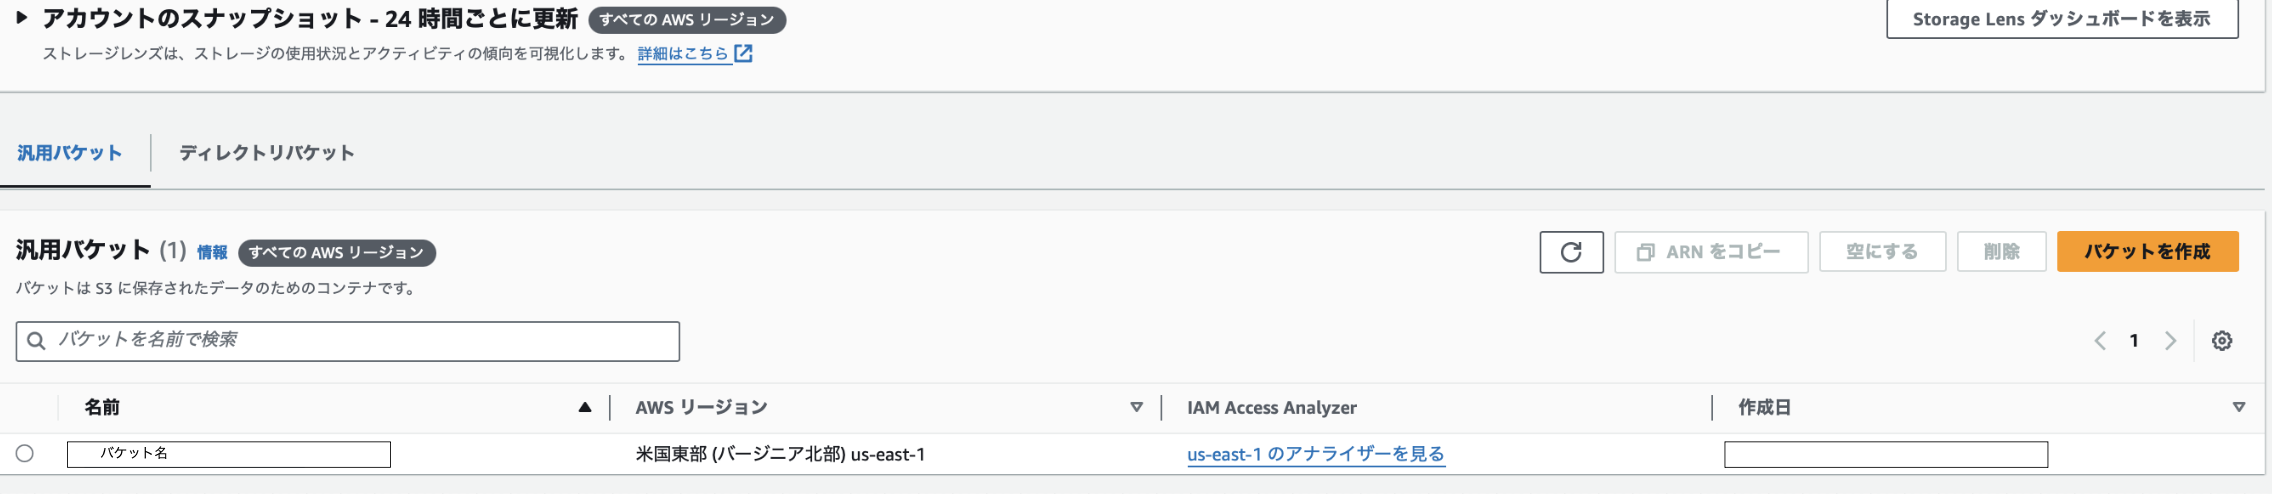 アカウントのスナップショット - 24 時間ごとに更新 すべての AWS リージョン
Storage Lens ダッシュボードを表示
ストレージレンズは、ストレージの使用状況とアクティビティの傾向を可視化します。 詳細はこちら
汎用バケット
ディレクトリバケット
汎用バケット (1) 情報 すべての AWS リージョン
ARN をコピー
空にする
削除
バケットを作成
バケットは S3 に保存されたデータのためのコンテナです。
バケットを名前で検索
1
名前
AWS リージョン
IAM Access Analyzer
作成日
バケット名
米国東部 (バージニア北部) us-east-1
us-east-1 のアナライザーを見る